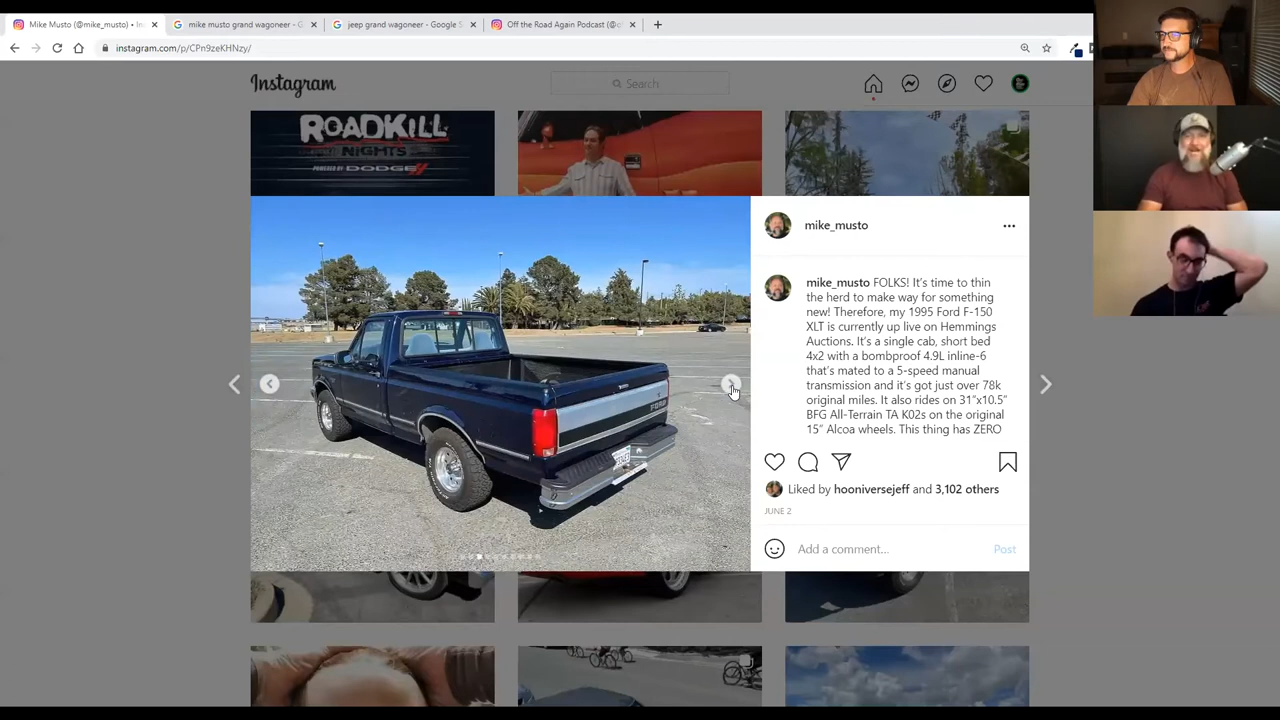 Mike Musto (@mike_musto) • In
mike musto grand wagoneer - G
jeep grand wagoneer - Google S
Off the Road Again Podcast (@o
instagram.com/p/CPn9zeKHNzy/
Instagram
Search
ROADKILL
NIGHTS
POWERED BY DODGE
mike_musto
mike_musto FOLKS! It's time to thin
the herd to make way for something
new! Therefore, my 1995 Ford F-150
XLT is currently up live on Hemmings
Auctions. It's a single cab, short bed
4x2 with a bombproof 4.9L inline-6
that's mated to a 5-speed manual
transmission and it's got just over 78k
original miles. It also rides on 31"x10.5"
BFG All-Terrain TA K02s on the original
15" Alcoa wheels. This thing has ZERO
FORD
Liked by hooniversejeff and 3,102 others
JUNE 2
Add a comment...
Post